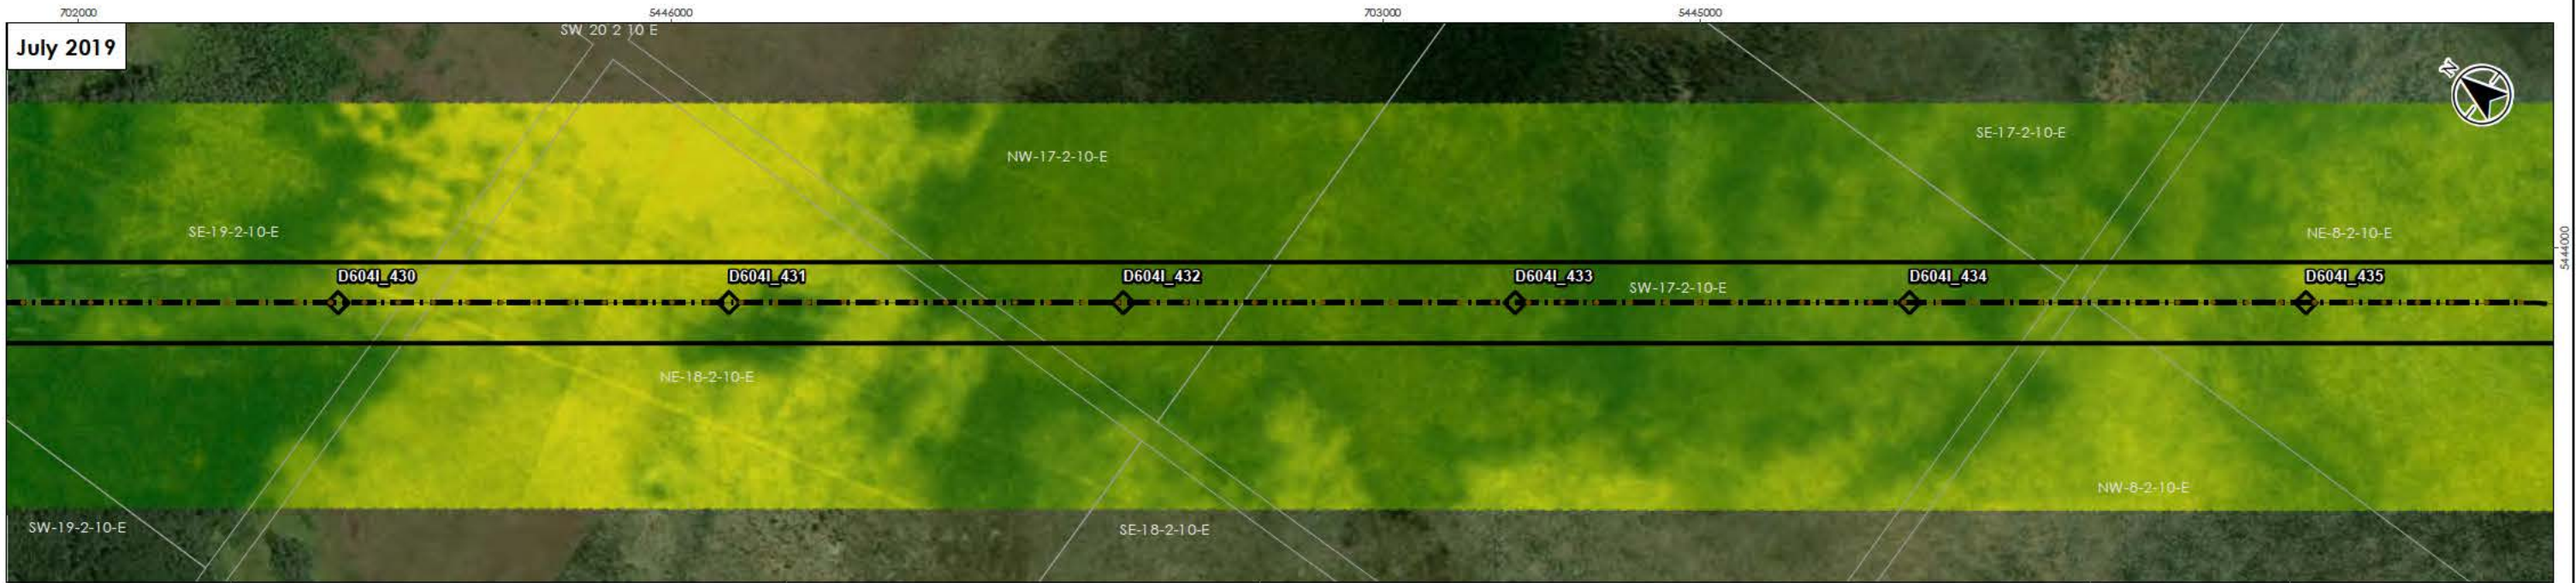 702000
5446000
703000
5445000
July 2019
SW 20 2 10 E
N
SE-17-2-10-E
NW-17-2-10-E
SE-19-2-10-E
NE-8-2-10-E
5444000
D604I_430
D604I_431
D604I_432
D604I_433
SW-17-2-10-E
D604I_434
D604I_435
NE-18-2-10-E
NW-8-2-10-E
SW-19-2-10-E
SE-18-2-10-E